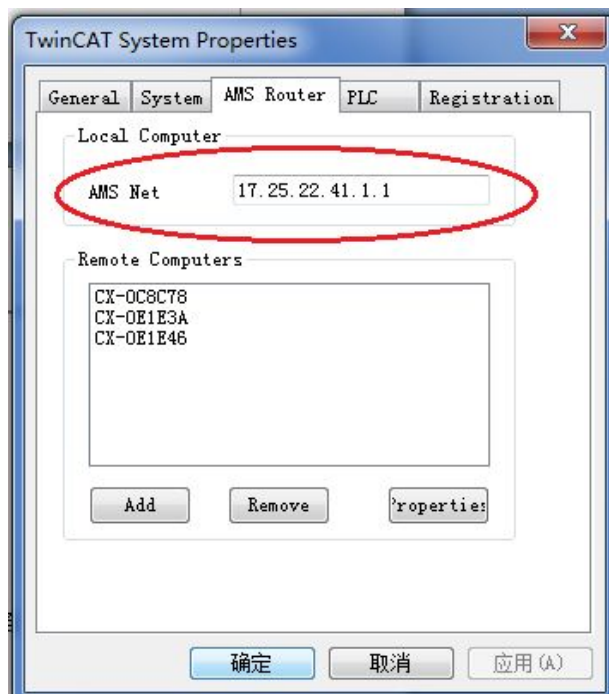 TwinCAT System Properties
General System AMS Router PLC Registration
Local Computer
AMS Net 17.25.22.41.1.1
Remote Computers
CX-0C8C78
CX-0E1E3A
CX-0E1E46
Add Remove Properties
确定 取消 应用(A)